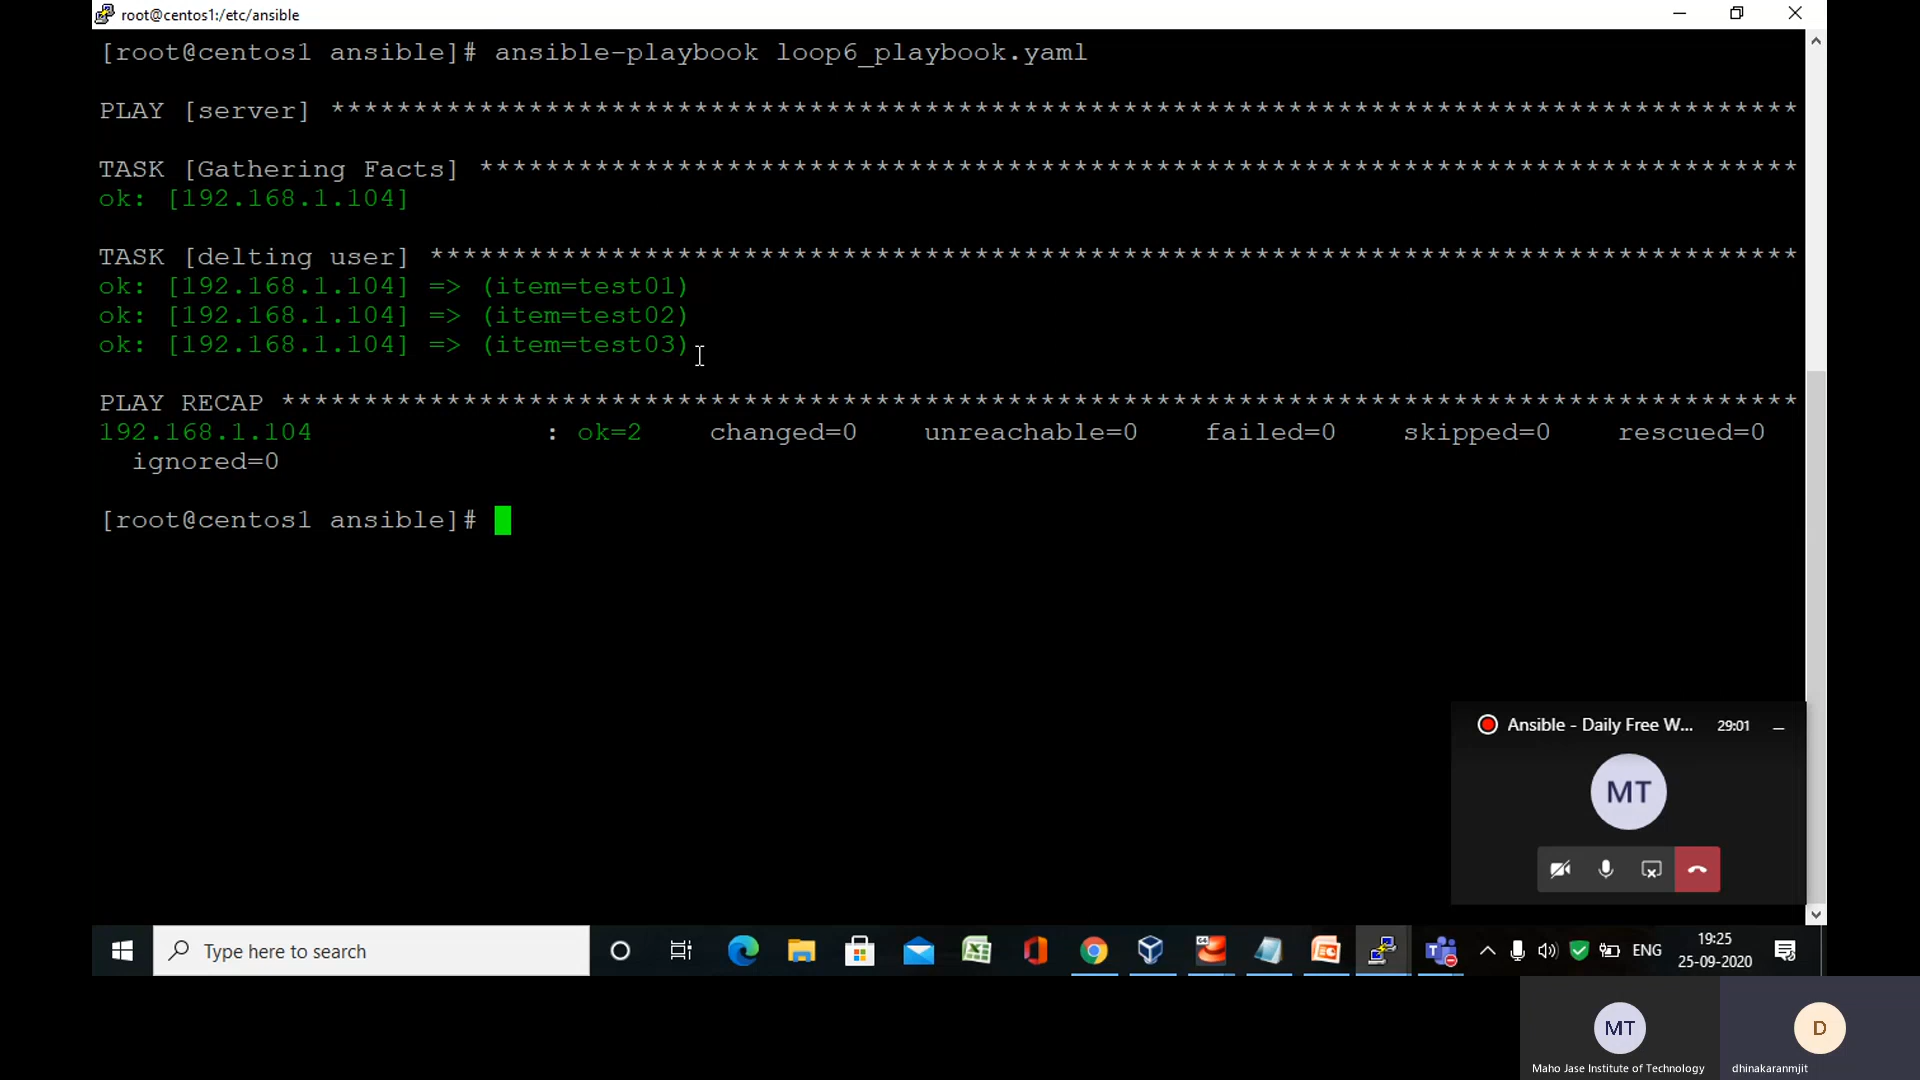 root@centos1:/etc/ansible
[root@centos1 ansible]# ansible-playbook loop6_playbook.yaml
PLAY [server] *****************************************************************************************
TASK [Gathering Facts] ********************************************************************************
ok: [192.168.1.104]
TASK [delting user] ***********************************************************************************
ok: [192.168.1.104] => (item=test01)
ok: [192.168.1.104] => (item=test02)
ok: [192.168.1.104] => (item=test03)
PLAY RECAP ********************************************************************************************
192.168.1.104 : ok=2 changed=0 unreachable=0 failed=0 skipped=0 rescued=0
ignored=0
[root@centos1 ansible]#
Ansible - Daily Free W... 29:01
MT
Type here to search
ENG
19:25
25-09-2020
MT
D
Maho Jase Institute of Technology
dhinakaranmjit